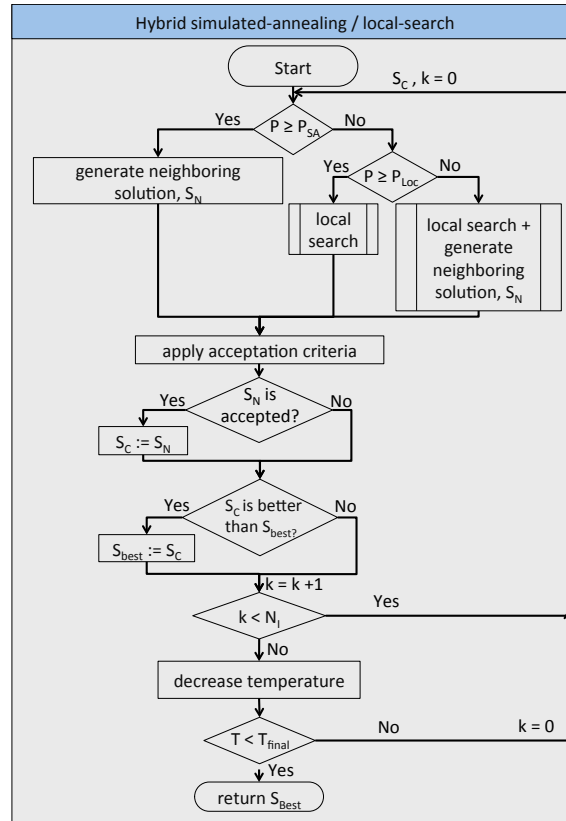 Hybrid simulated-annealing / local-search
Start
S_C , k = 0
P ≥ P_SA
Yes
No
generate neighboring
solution, S_N
P ≥ P_Loc
Yes
No
local
search
local search +
generate
neighboring
solution, S_N
apply acceptation criteria
S_N is
accepted?
Yes
No
S_C := S_N
S_C is better
than S_best?
Yes
No
S_best := S_C
k = k +1
k < N_I
Yes
No
decrease temperature
T < T_final
No
k = 0
Yes
return S_Best